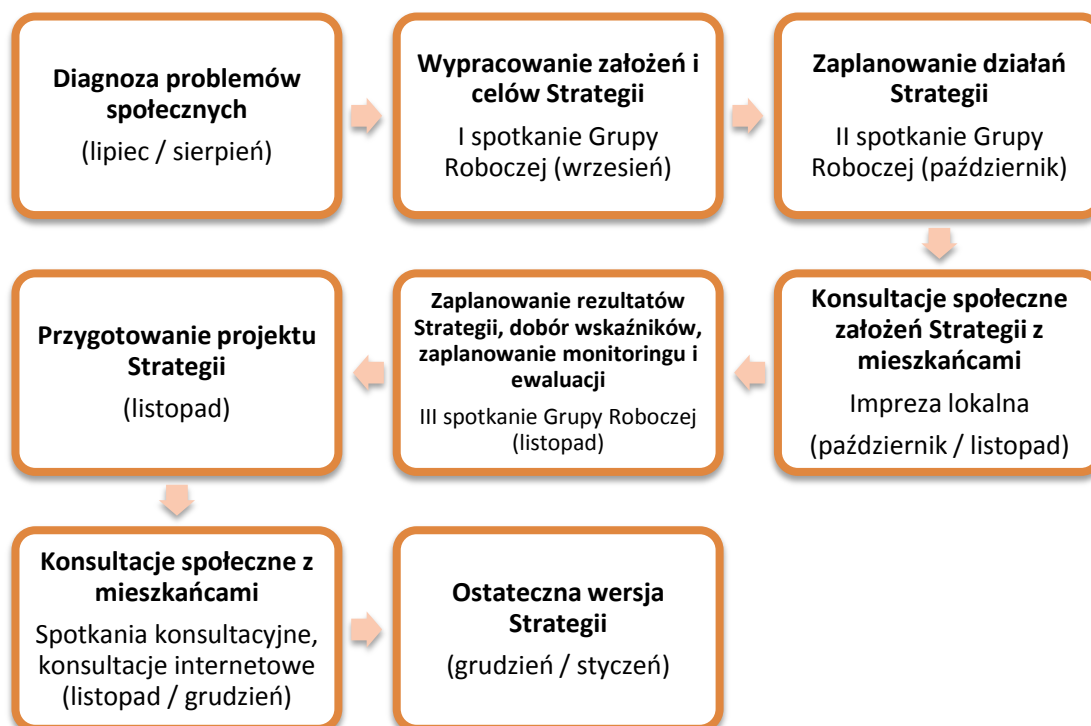 Diagnoza problemów
społecznych
(lipiec / sierpień)
Wypracowanie założeń i
celów Strategii
I spotkanie Grupy
Roboczej (wrzesień)
Zaplanowanie działań
Strategii
II spotkanie Grupy
Roboczej (październik)
Konsultacje społeczne
założeń Strategii z
mieszkańcami
Impreza lokalna
(październik / listopad)
Zaplanowanie rezultatów
Strategii, dobór wskaźników,
zaplanowanie monitoringu i
ewaluacji
III spotkanie Grupy Roboczej
(listopad)
Przygotowanie projektu
Strategii
(listopad)
Konsultacje społeczne z
mieszkańcami
Spotkania konsultacyjne,
konsultacje internetowe
(listopad / grudzień)
Ostateczna wersja
Strategii
(grudzień / styczeń)